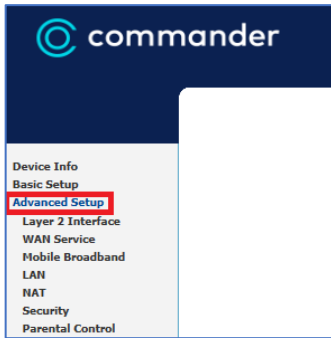 commander
Device Info
Basic Setup
Advanced Setup
Layer 2 Interface
WAN Service
Mobile Broadband
LAN
NAT
Security
Parental Control